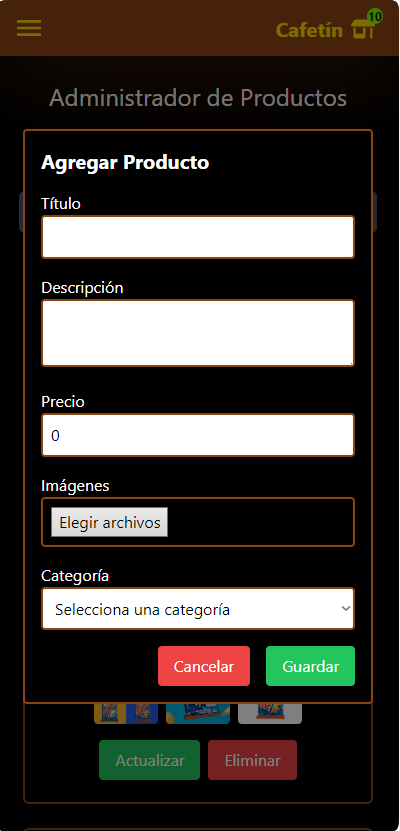 Cafetín 10
Administrador de Productos
Agregar Producto
Título
Descripción
Precio
0
Imágenes
Elegir archivos
Categoría
Selecciona una categoría
Cancelar Guardar
Actualizar Eliminar